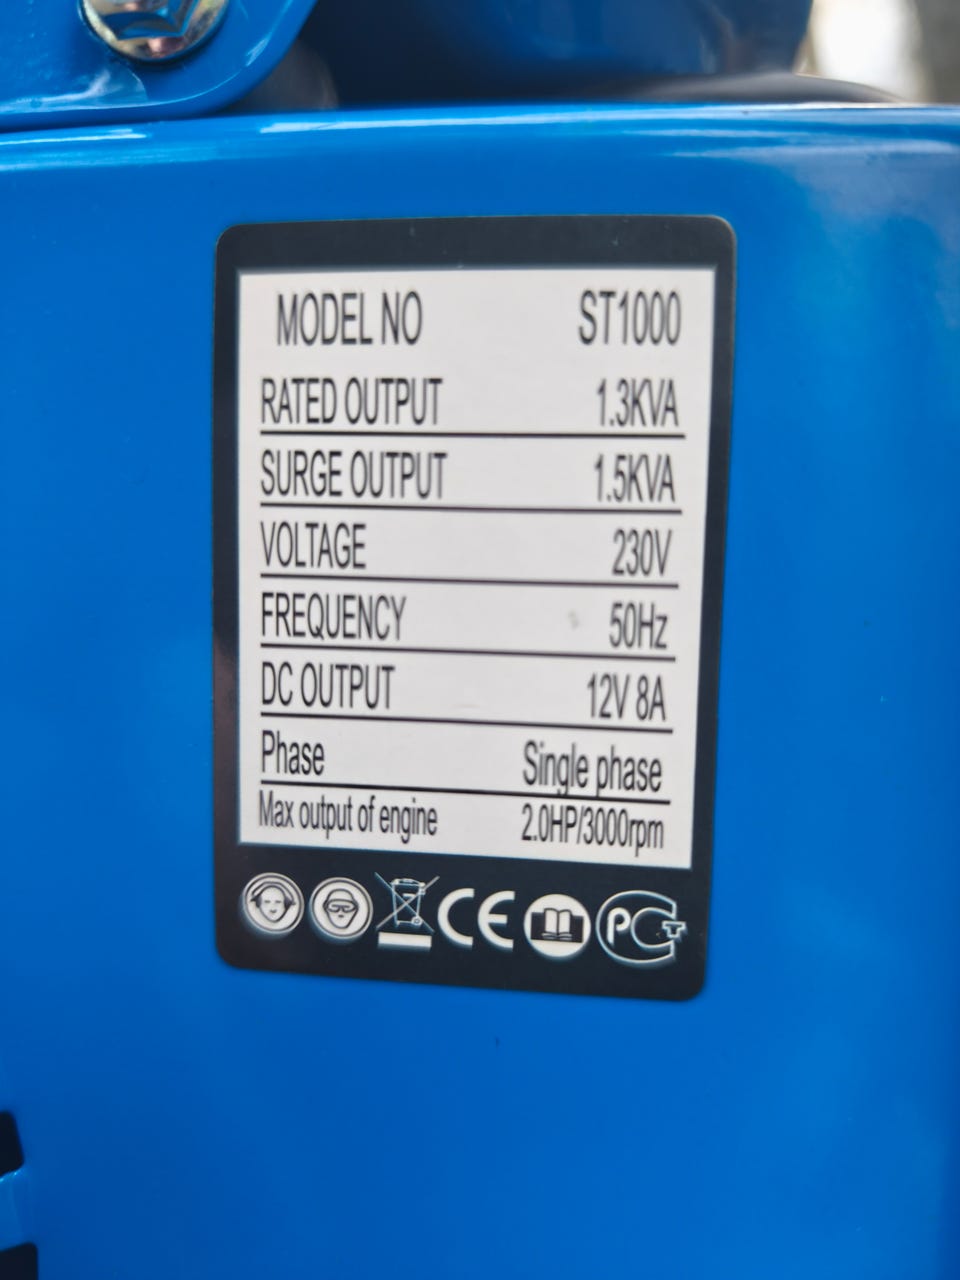 MODEL NO ST1000
RATED OUTPUT 1.3KVA
SURGE OUTPUT 1.5KVA
VOLTAGE 230V
FREQUENCY 50Hz
DC OUTPUT 12V 8A
Phase Single phase
Max output of engine 2.0HP/3000rpm
CE PCT